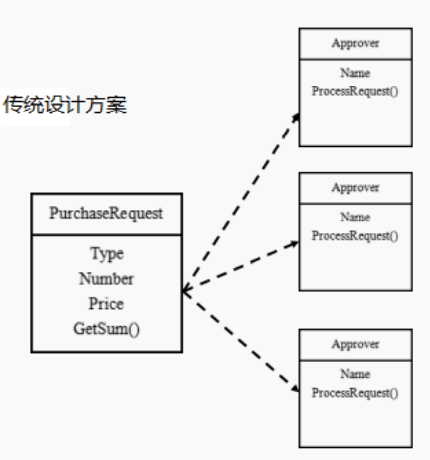 传统设计方案
PurchaseRequest
Type
Number
Price
GetSum()
Approver
Name
ProcessRequest()
Approver
Name
ProcessRequest()
Approver
Name
ProcessRequest()